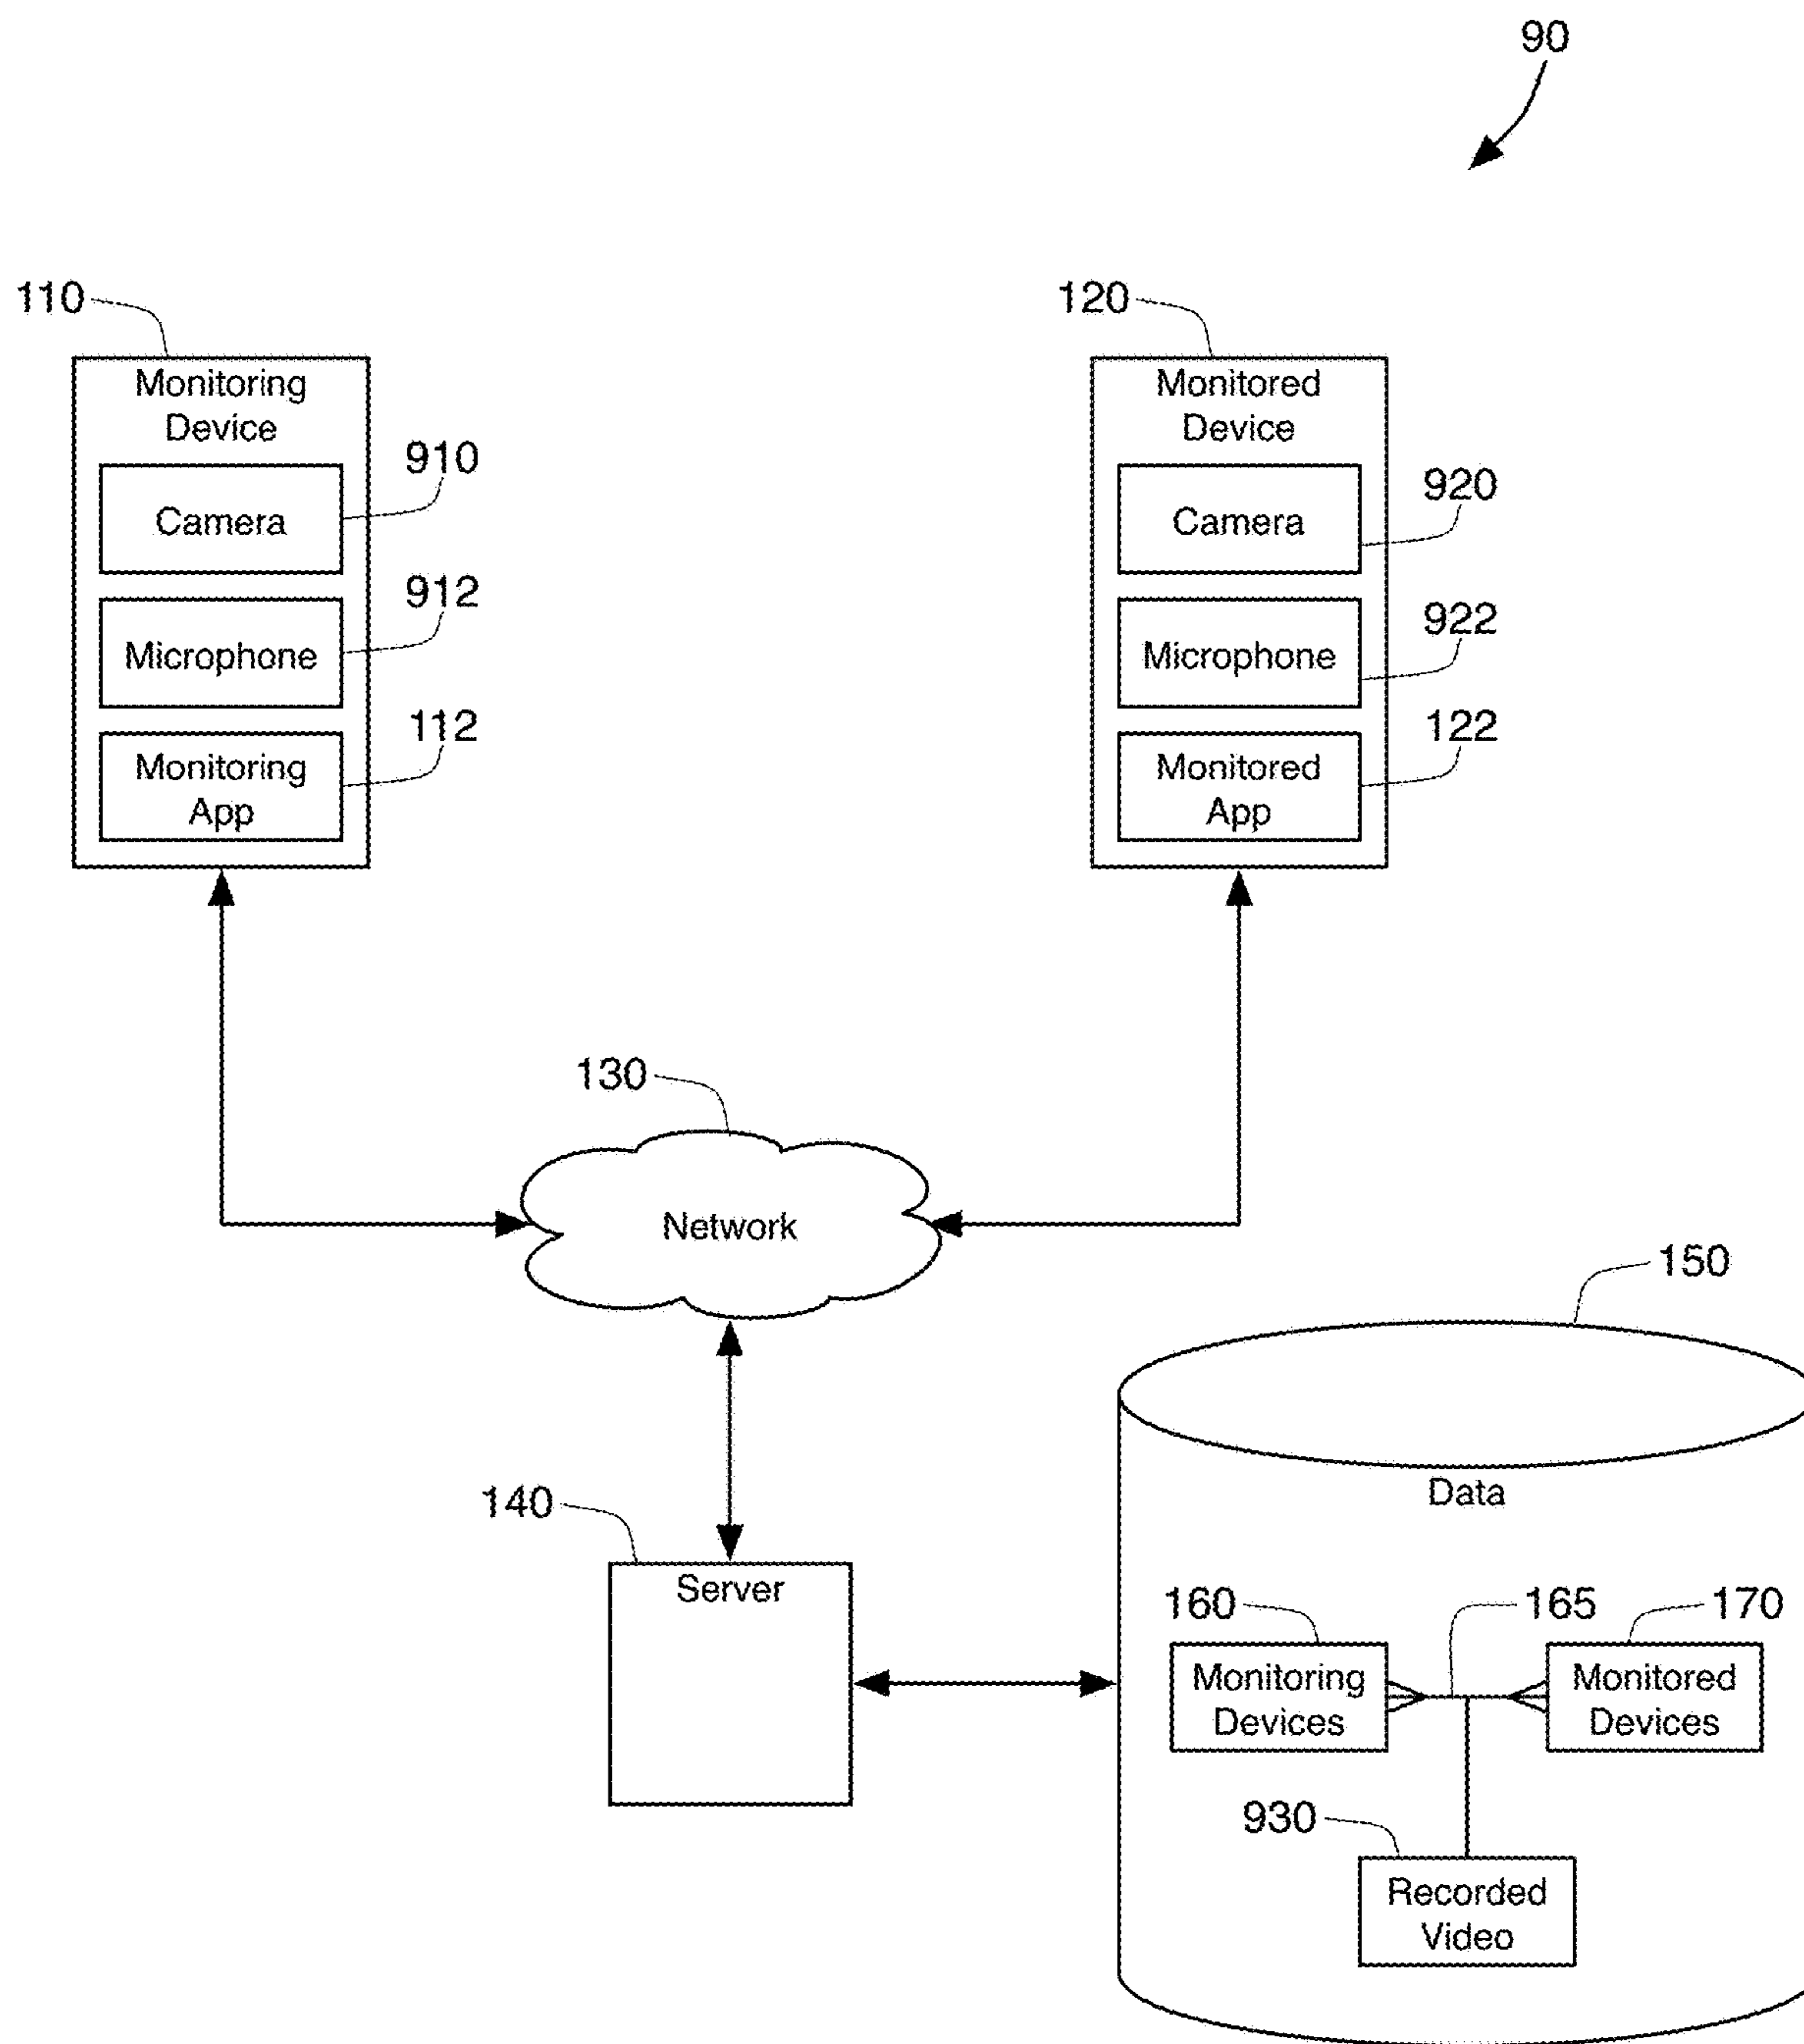 90
110
Monitoring
Device
910
Camera
912
Microphone
112
Monitoring
App
120
Monitored
Device
920
Camera
922
Microphone
122
Monitored
App
130
Network
150
Data
140
Server
160
165
170
Monitoring
Devices
Monitored
Devices
930
Recorded
Video